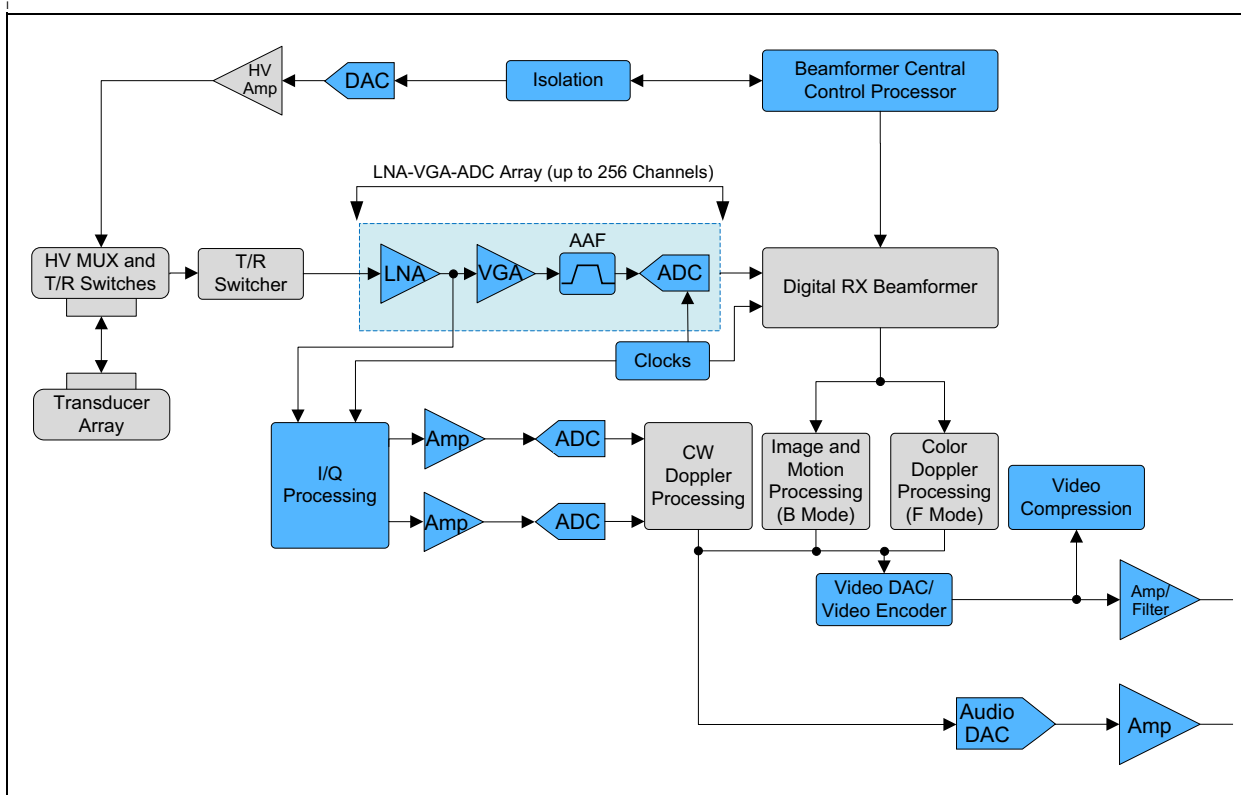 HV
Amp
DAC
Isolation
Beamformer Central
Control Processor
LNA-VGA-ADC Array (up to 256 Channels)
HV MUX and
T/R Switches
T/R
Switcher
LNA
VGA
AAF
ADC
Digital RX Beamformer
Clocks
Transducer
Array
I/Q
Processing
Amp
ADC
Amp
ADC
CW
Doppler
Processing
Image and
Motion
Processing
(B Mode)
Color
Doppler
Processing
(F Mode)
Video
Compression
Video DAC/
Video Encoder
Amp/
Filter
Audio
DAC
Amp